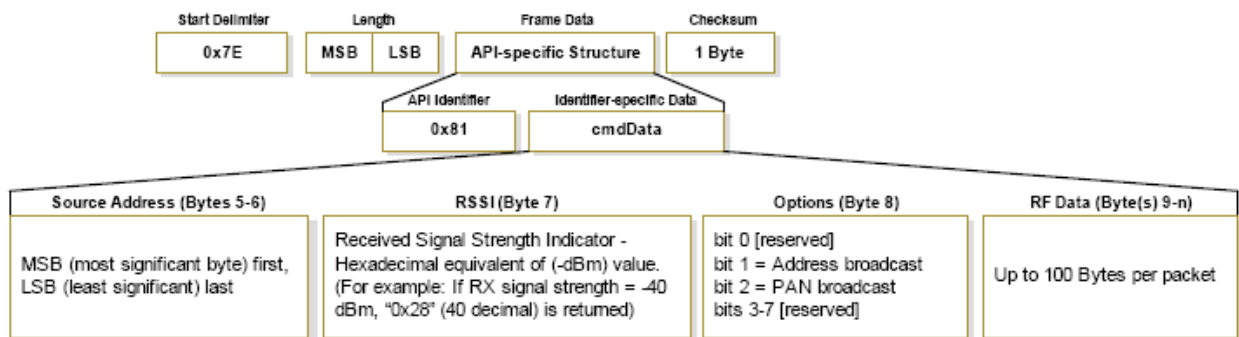 Start Delimiter
Length
Frame Data
Checksum
0x7E
MSB
LSB
API-specific Structure
1 Byte
API Identifier
Identifier-specific Data
0x81
cmdData
Source Address (Bytes 5-6)
MSB (most significant byte) first,
LSB (least significant) last
RSSI (Byte 7)
Received Signal Strength Indicator -
Hexadecimal equivalent of (-dBm) value.
(For example: If RX signal strength = -40
dBm, “0x28” (40 decimal) is returned)
Options (Byte 8)
bit 0 [reserved]
bit 1 = Address broadcast
bit 2 = PAN broadcast
bits 3-7 [reserved]
RF Data (Byte(s) 9-n)
Up to 100 Bytes per packet